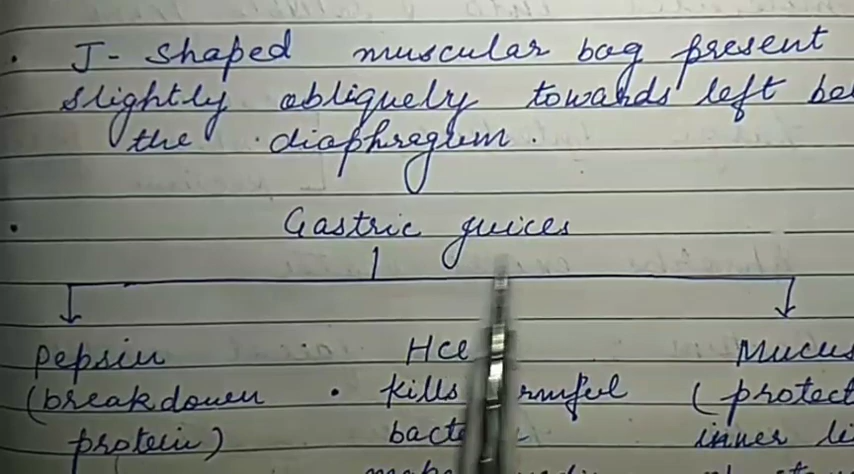 J- shaped muscular bag present
slightly obliquely towards left
the diaphragm.
Gastric juices
Pepsin HCl Mucus
(breakdown • kills (protect
protein) inner